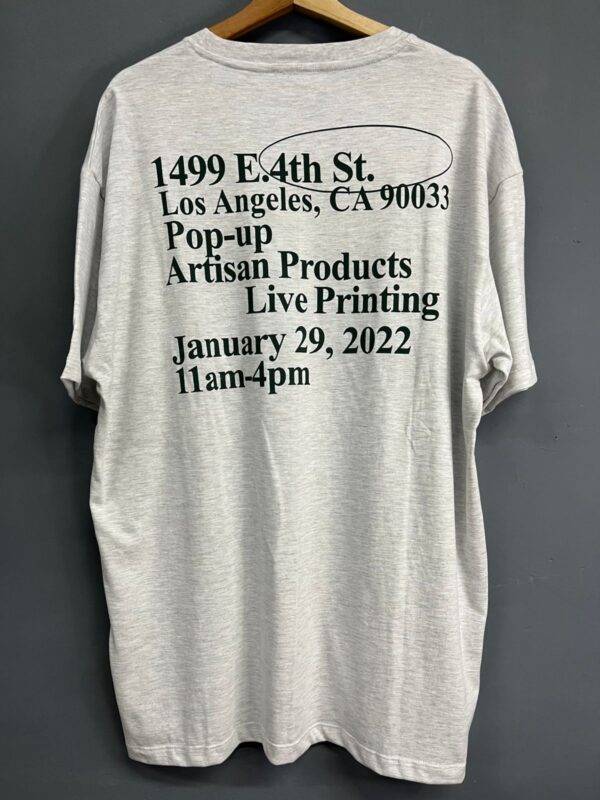 1499 E.4th St.
Los Angeles, CA 90033
Pop-up
Artisan Products
Live Printing
January 29, 2022
11am-4pm